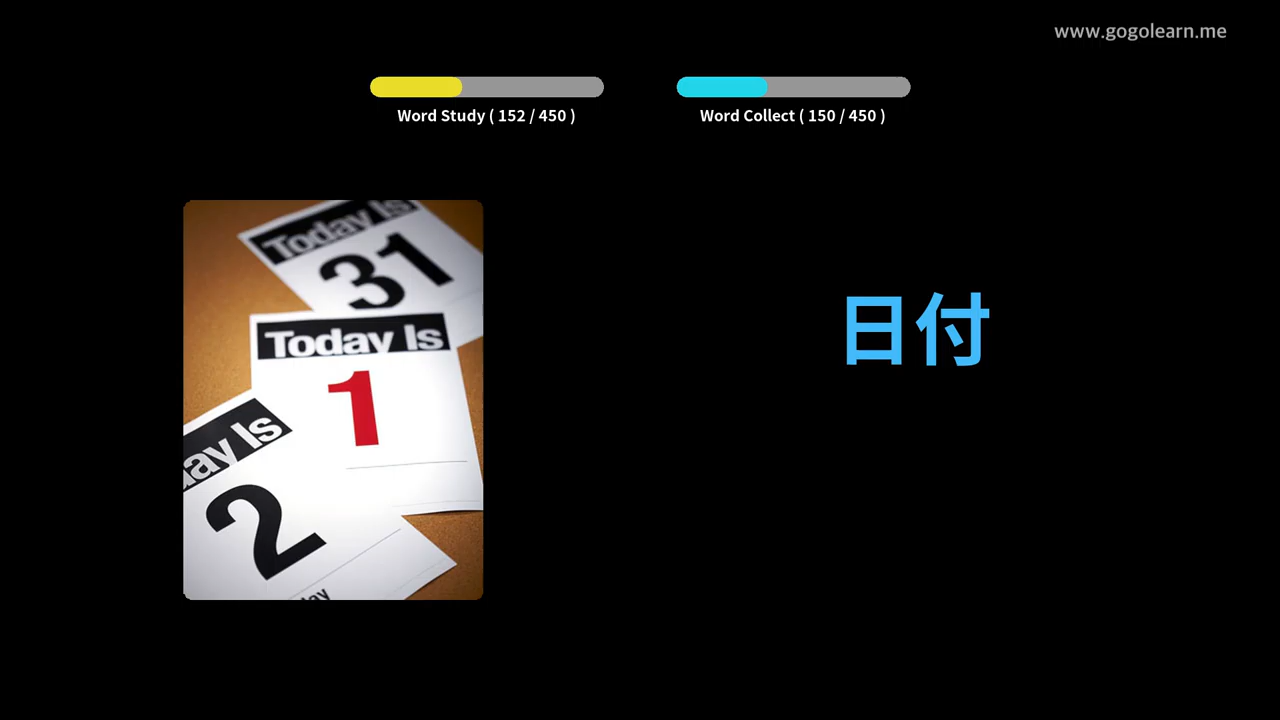 www.gogolearn.me
Word Study ( 152 / 450 )
Word Collect ( 150 / 450 )
Today Is
31
Today Is
1
ay Is
2
ay
日付